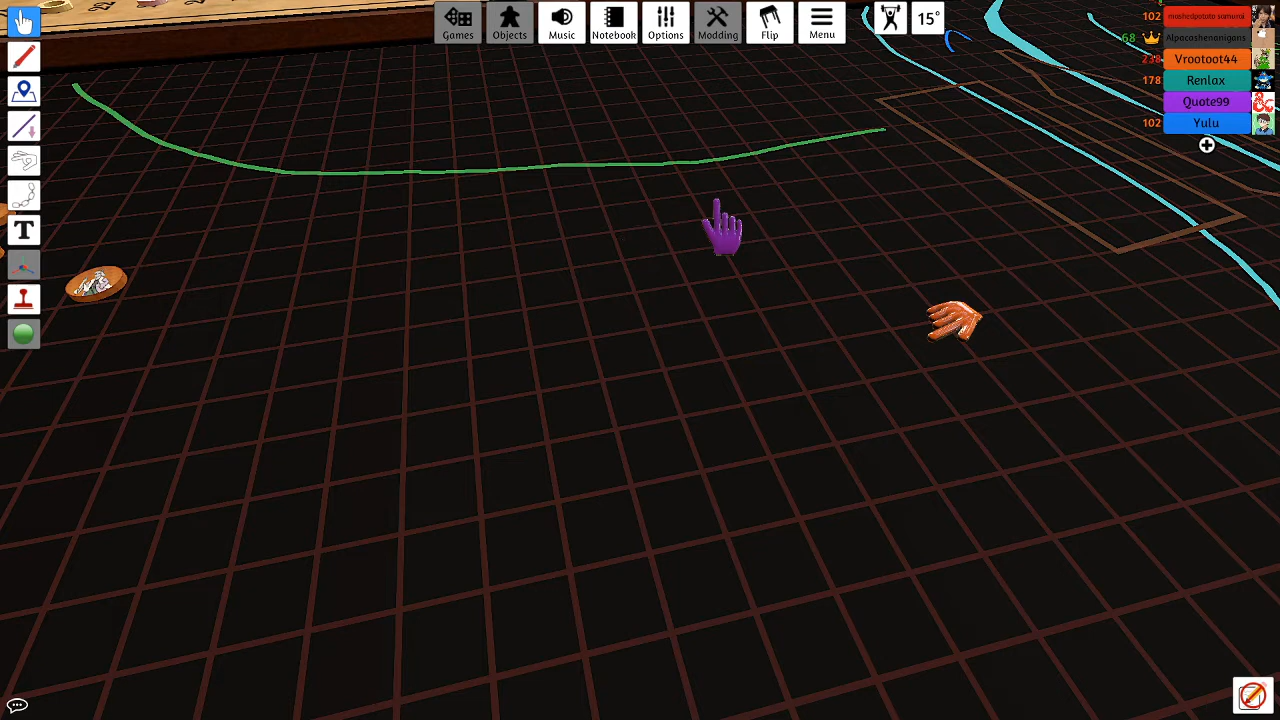 Games
Objects
Music
Notebook
Options
Modding
Flip
Menu
15°
T
102 mashedpotato samurai
68 Alpacashenanigans
238 Vrootoot44
178 Renlax
Quote99
102 Yulu